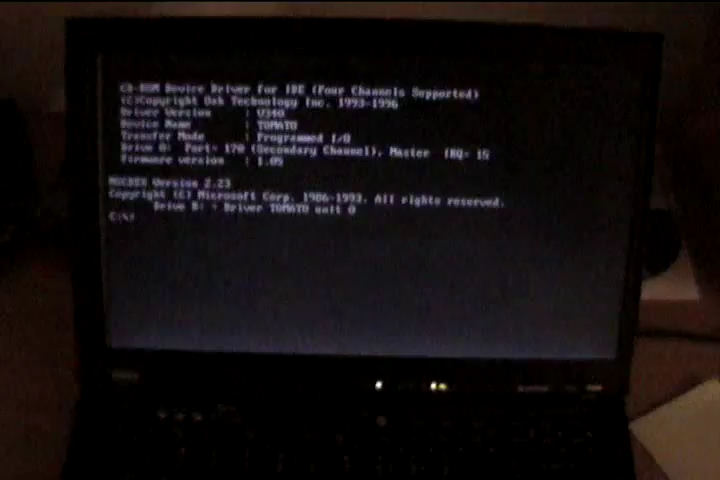 CD-ROM Device Driver for IDE (Four Channels Supported)
(C)Copyright Oak Technology Inc. 1993-1996
Driver Version : V340
Device Name : TOMATO
Transfer Mode : Programmed I/O
Drive 0: Port= 170 (Secondary Channel), Master IRQ= 15
Firmware version : 1.05
MSCDEX Version 2.23
Copyright (C) Microsoft Corp. 1986-1993. All rights reserved.
Drive D: = Driver TOMATO unit 0
C:\>